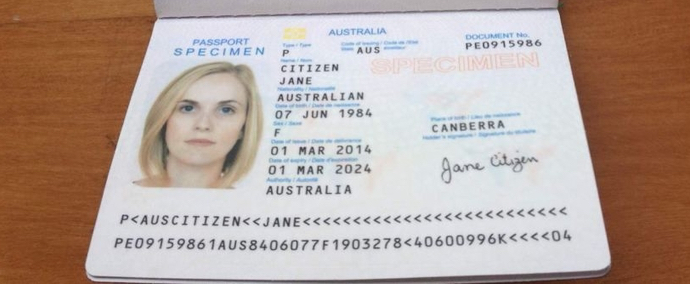 AUSTRALIA
PASSPORT
SPECIMEN
Type / Type
P
Code of issuing / Code de l'état
State AUS
DOCUMENT No.
PE0915986
SPECIMEN
Name / Nom
CITIZEN
JANE
Nationality / Nationalité
AUSTRALIAN
Date of birth / Date de naissance
07 JUN 1984
Sex / Sexe
F
Place of birth / Lieu de naissance
CANBERRA
Date of issue / Date de délivrance
01 MAR 2014
Holder's signature / Signature du titulaire
Jane Citizen
Date of expiry / Date d'expiration
01 MAR 2024
Authority / Autorité
AUSTRALIA
P<AUSCITIZEN<<JANE<<<<<<<<<<<<<<<<<<<<<<<<<<
PE09159861AUS8406077F1903278<40600996K<<<<04